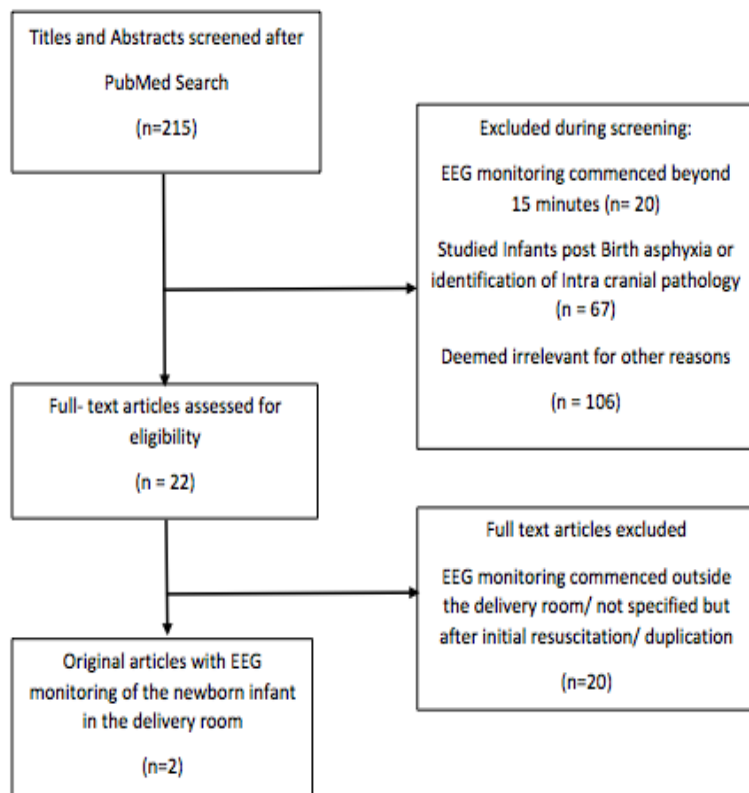 Titles and Abstracts screened after
PubMed Search
(n=215)
Excluded during screening:
EEG monitoring commenced beyond
15 minutes (n= 20)
Studied Infants post Birth asphyxia or
identification of Intra cranial pathology
(n = 67)
Deemed irrelevant for other reasons
(n = 106)
Full- text articles assessed for
eligibility
(n = 22)
Full text articles excluded
EEG monitoring commenced outside
the delivery room/ not specified but
after initial resuscitation/ duplication
(n=20)
Original articles with EEG
monitoring of the newborn infant
in the delivery room
(n=2)